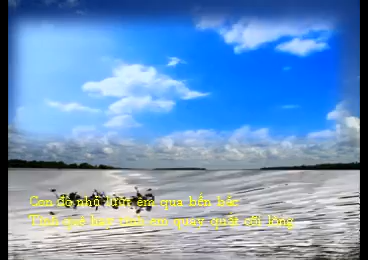 Con đò nhỏ lướt êm qua bến bắc
Tình quê hay tình em quay quắt cõi lòng